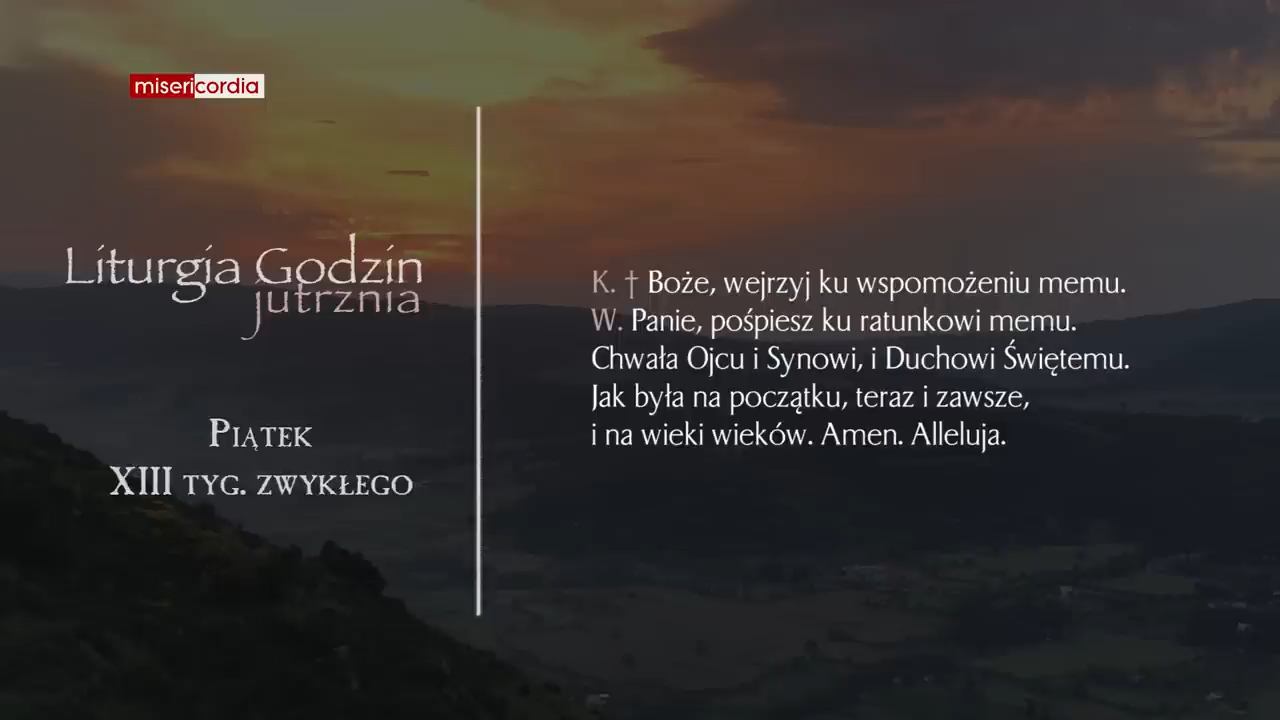 misericordia
Liturgia Godzin
jutrznia
Piątek
XIII tyg. zwykłego
K. † Boże, wejrzyj ku wspomożeniu memu.
W. Panie, pośpiesz ku ratunkowi memu.
Chwała Ojcu i Synowi, i Duchowi Świętemu.
Jak była na początku, teraz i zawsze,
i na wieki wieków. Amen. Alleluja.